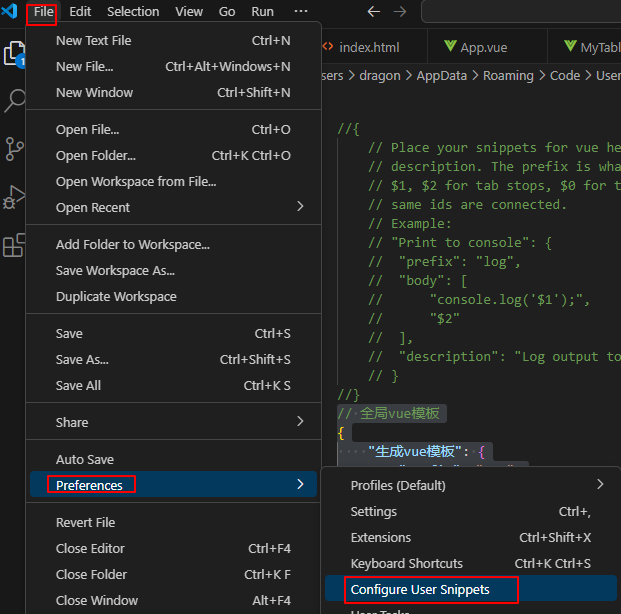 File Edit Selection View Go Run ···
index.html App.vue MyTabl
sers > dragon > AppData > Roaming > Code > User
New Text File Ctrl+N
New File... Ctrl+Alt+Windows+N
New Window Ctrl+Shift+N
Open File... Ctrl+O
Open Folder... Ctrl+K Ctrl+O
Open Workspace from File...
Open Recent
Add Folder to Workspace...
Save Workspace As...
Duplicate Workspace
Save Ctrl+S
Save As... Ctrl+Shift+S
Save All Ctrl+K S
Share
Auto Save
Preferences
Revert File
Close Editor Ctrl+F4
Close Folder Ctrl+K F
Close Window Alt+F4
1
//{
// Place your snippets for vue he
// description. The prefix is wha
// $1, $2 for tab stops, $0 for t
// same ids are connected.
// Example:
// "Print to console": {
// "prefix": "log",
// "body": [
// "console.log('$1');",
// "$2"
// ],
// "description": "Log output to
// }
//}
// 全局vue模板
{
"生成vue模板": {
Profiles (Default)
Settings Ctrl+,
Extensions Ctrl+Shift+X
Keyboard Shortcuts Ctrl+K Ctrl+S
Configure User Snippets
User Tasks